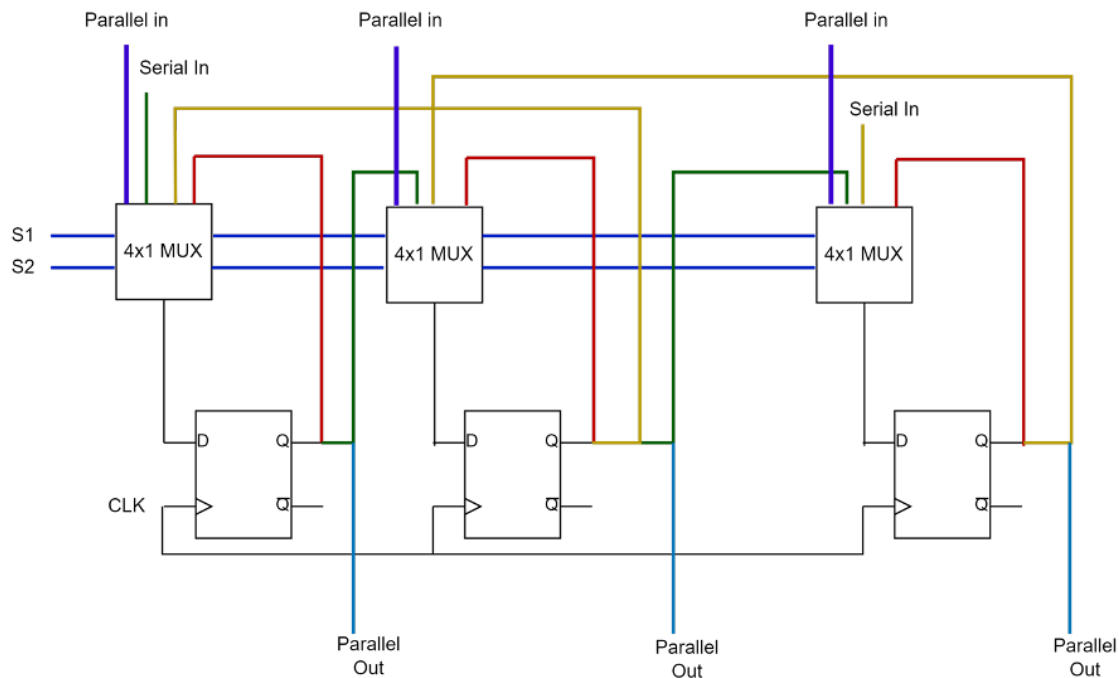 Parallel in
Parallel in
Parallel in
Serial In
Serial In
S1
S2
4x1 MUX
4x1 MUX
4x1 MUX
D
Q
D
Q
D
Q
CLK
Q̅
Q̅
Q̅
Parallel
Out
Parallel
Out
Parallel
Out